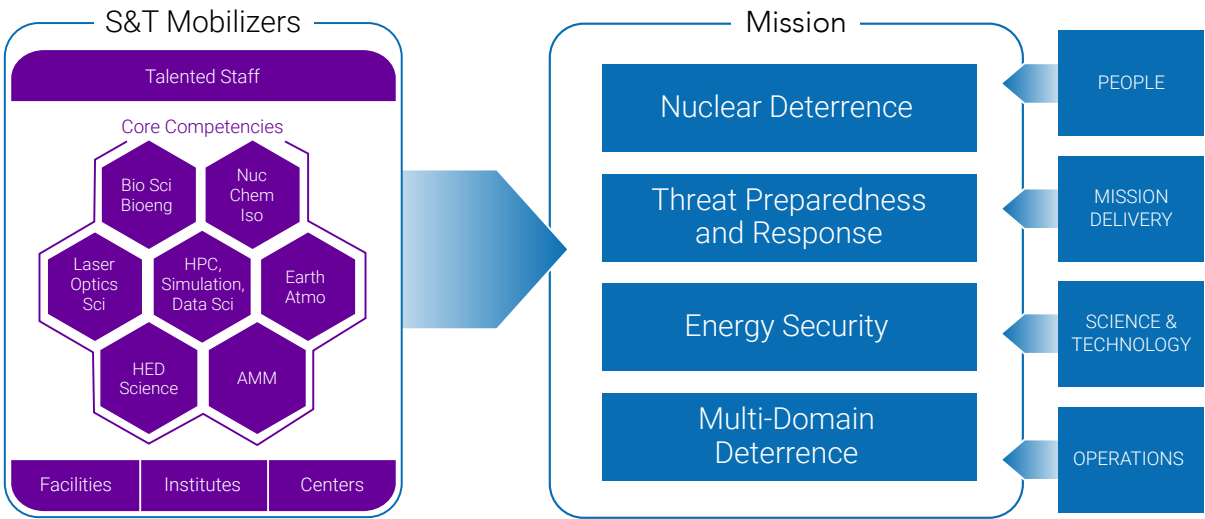 S&T Mobilizers
Talented Staff
Core Competencies
Bio Sci
Bioeng
Nuc
Chem
Iso
Laser
Optics
Sci
HPC,
Simulation,
Data Sci
Earth
Atmo
HED
Science
AMM
Facilities
Institutes
Centers
Mission
Nuclear Deterrence
Threat Preparedness
and Response
Energy Security
Multi-Domain
Deterrence
PEOPLE
MISSION
DELIVERY
SCIENCE &
TECHNOLOGY
OPERATIONS